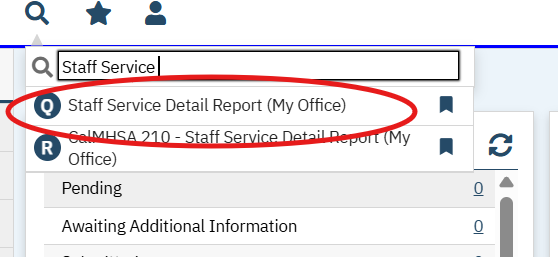 Staff Service
Q Staff Service Detail Report (My Office)
R CalMHSA 210 - Staff Service Detail Report (My
Office)
Pending 0
Awaiting Additional Information 0